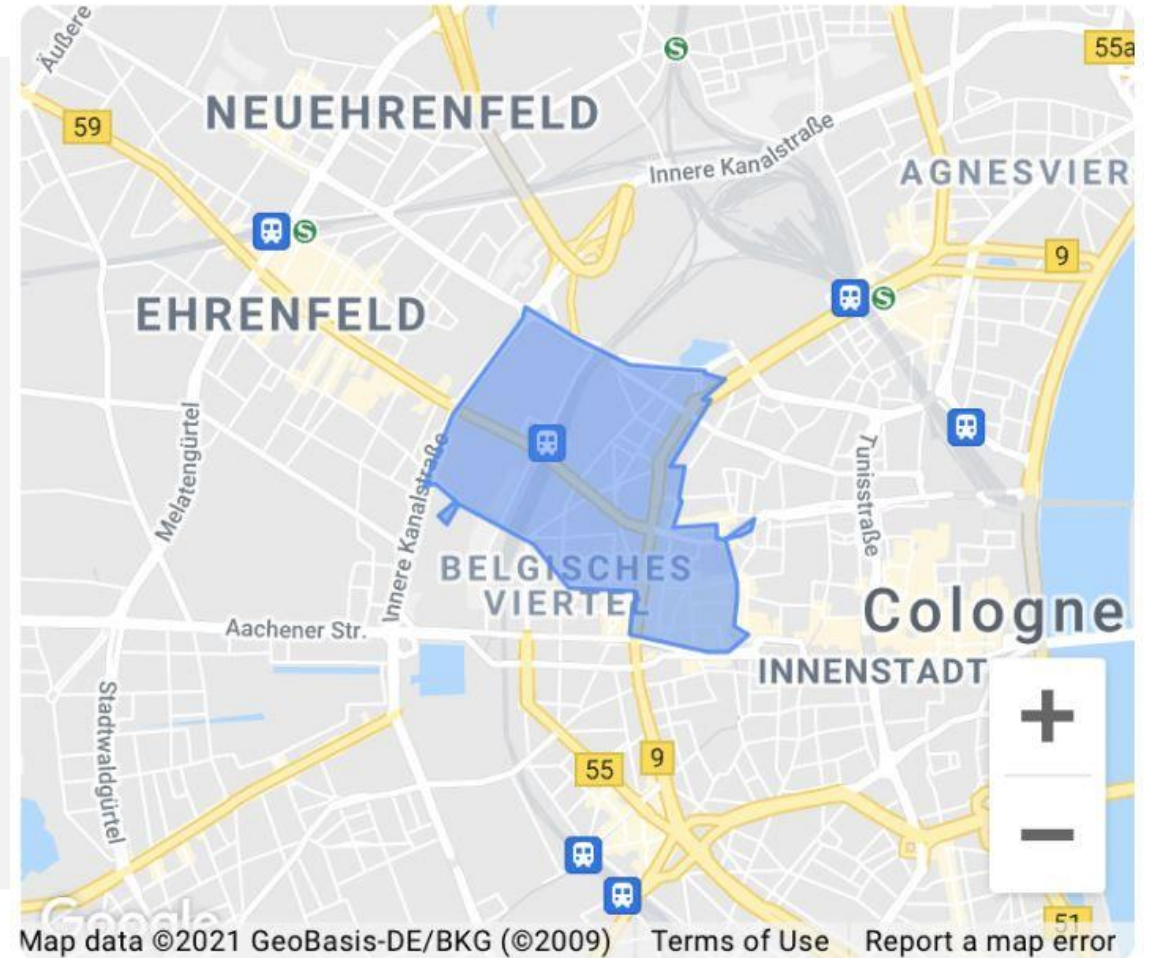 Äußere
55a
NEUEHRENFELD
59
Innere Kanalstraße
AGNESVIER
S
S
9
EHRENFELD
S
Melatengürtel
Innere Kanalstraße
Tunisstraße
BELGISCHES
VIERTEL
Cologne
Aachener Str.
INNENSTADT
Stadtwaldgürtel
+
55
9
−
51
Google
Map data ©2021 GeoBasis-DE/BKG (©2009) Terms of Use Report a map error